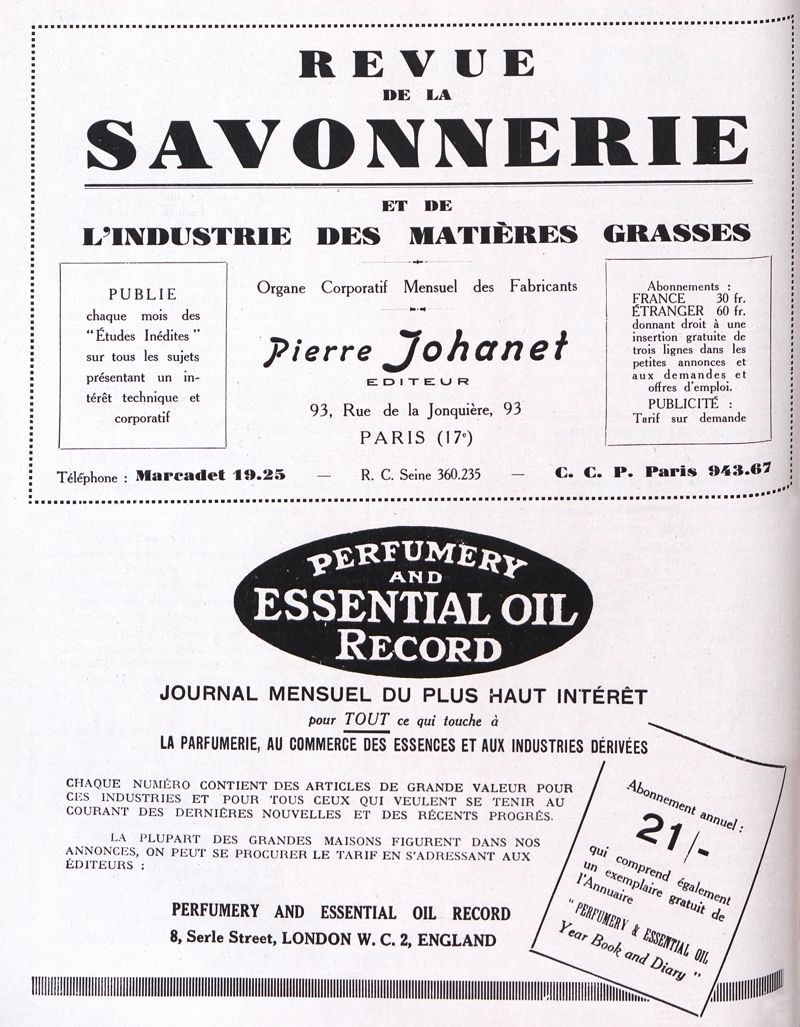 REVUE
DE LA
SAVONNERIE
ET DE
L'INDUSTRIE DES MATIÈRES GRASSES
PUBLIE
chaque mois des
"Études Inédites"
sur tous les sujets
présentant un in-
térêt technique et
corporatif
Organe Corporatif Mensuel des Fabricants
Pierre Johanet
EDITEUR
93, Rue de la Jonquière, 93
PARIS (17e)
Abonnements :
FRANCE 30 fr.
ÉTRANGER 60 fr.
donnant droit à une
insertion gratuite de
trois lignes dans les
petites annonces et
aux demandes et
offres d'emploi.
PUBLICITÉ :
Tarif sur demande
Téléphone : Marcadet 19.25 — R. C. Seine 360.235 — C. C. P. Paris 943.67
PERFUMERY
AND
ESSENTIAL OIL
RECORD
JOURNAL MENSUEL DU PLUS HAUT INTÉRÊT
pour TOUT ce qui touche à
LA PARFUMERIE, AU COMMERCE DES ESSENCES ET AUX INDUSTRIES DÉRIVÉES
CHAQUE NUMÉRO CONTIENT DES ARTICLES DE GRANDE VALEUR POUR
CES INDUSTRIES ET POUR TOUS CEUX QUI VEULENT SE TENIR AU
COURANT DES DERNIÈRES NOUVELLES ET DES RÉCENTS PROGRÈS.
LA PLUPART DES GRANDES MAISONS FIGURENT DANS NOS
ANNONCES, ON PEUT SE PROCURER LE TARIF EN S'ADRESSANT AUX
ÉDITEURS :
PERFUMERY AND ESSENTIAL OIL RECORD
8, Serle Street, LONDON W. C. 2, ENGLAND
Abonnement annuel :
21/-
qui comprend également
un exemplaire gratuit de
l'Annuaire
"PERFUMERY & ESSENTIAL OIL
Year Book and Diary"